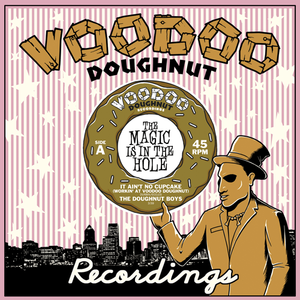 VOODOO
DOUGHNUT
VOODOO
DOUGHNUT
RECORDINGS
SIDE
A
THE
MAGIC
IS IN THE
HOLE
45
RPM
IT AIN'T NO CUPCAKE
(WORKIN' AT VOODOO DOUGHNUT)
THE DOUGHNUT BOYS
Recordings